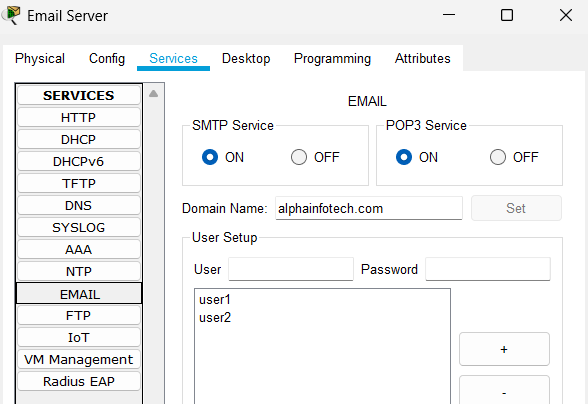 Email Server
Physical Config Services Desktop Programming Attributes
SERVICES
HTTP
DHCP
DHCPv6
TFTP
DNS
SYSLOG
AAA
NTP
EMAIL
FTP
IoT
VM Management
Radius EAP
EMAIL
SMTP Service
ON OFF
POP3 Service
ON OFF
Domain Name: alphainfotech.com Set
User Setup
User Password
user1
user2
+
-